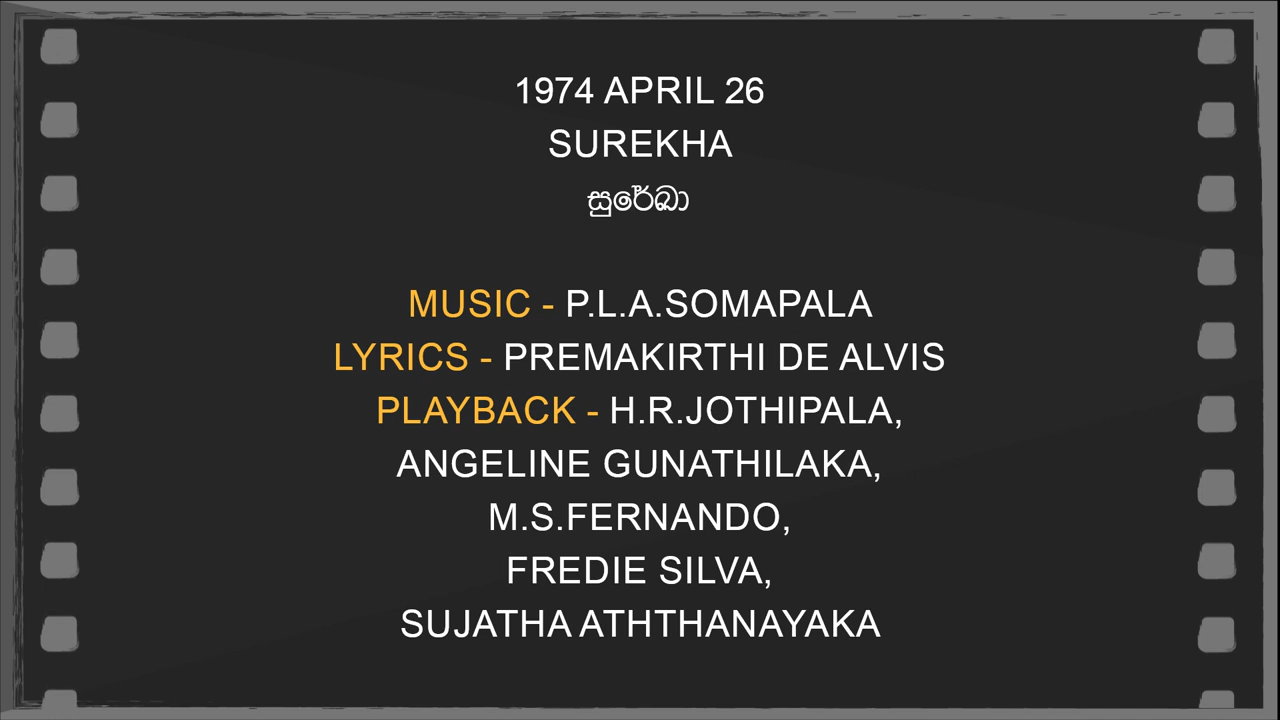 1974 APRIL 26
SUREKHA
සුරේඛා
MUSIC - P.L.A.SOMAPALA
LYRICS - PREMAKIRTHI DE ALVIS
PLAYBACK - H.R.JOTHIPALA,
ANGELINE GUNATHILAKA,
M.S.FERNANDO,
FREDIE SILVA,
SUJATHA ATHTHANAYAKA